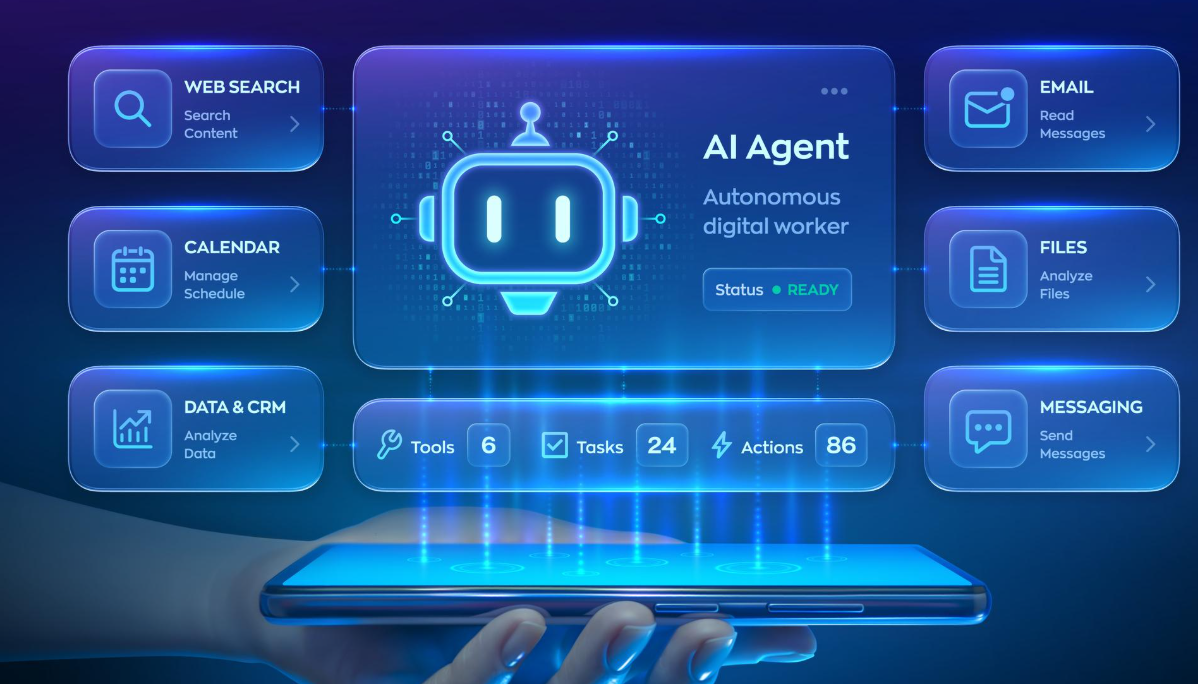 WEB SEARCH
Search
Content
CALENDAR
Manage
Schedule
DATA & CRM
Analyze
Data
AI Agent
Autonomous
digital worker
Status READY
Tools 6 Tasks 24 Actions 86
EMAIL
Read
Messages
FILES
Analyze
Files
MESSAGING
Send
Messages